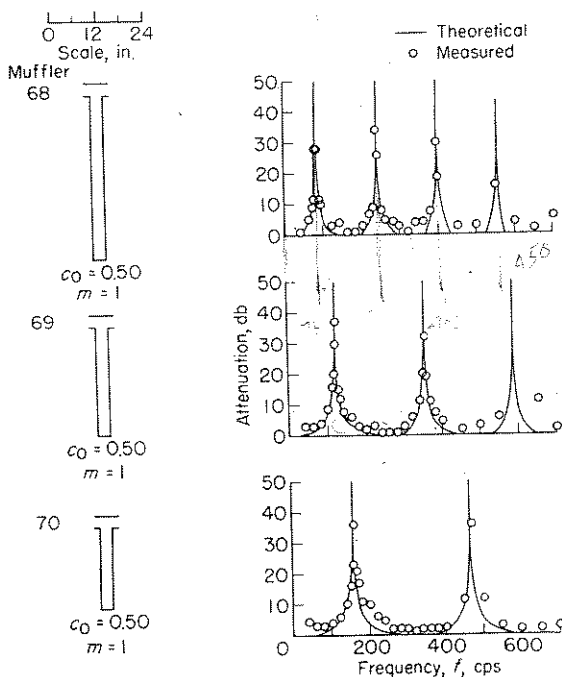 0 12 24
Scale, in.
Muffler
— Theoretical
○ Measured
68
50
40
30
20
10
0
c₀ = 0.50
m = 1
458
69
50
40
30
20
10
0
Attenuation, db
c₀ = 0.50
m = 1
70
50
40
30
20
10
0
c₀ = 0.50
m = 1
200 400 600
Frequency, f, cps